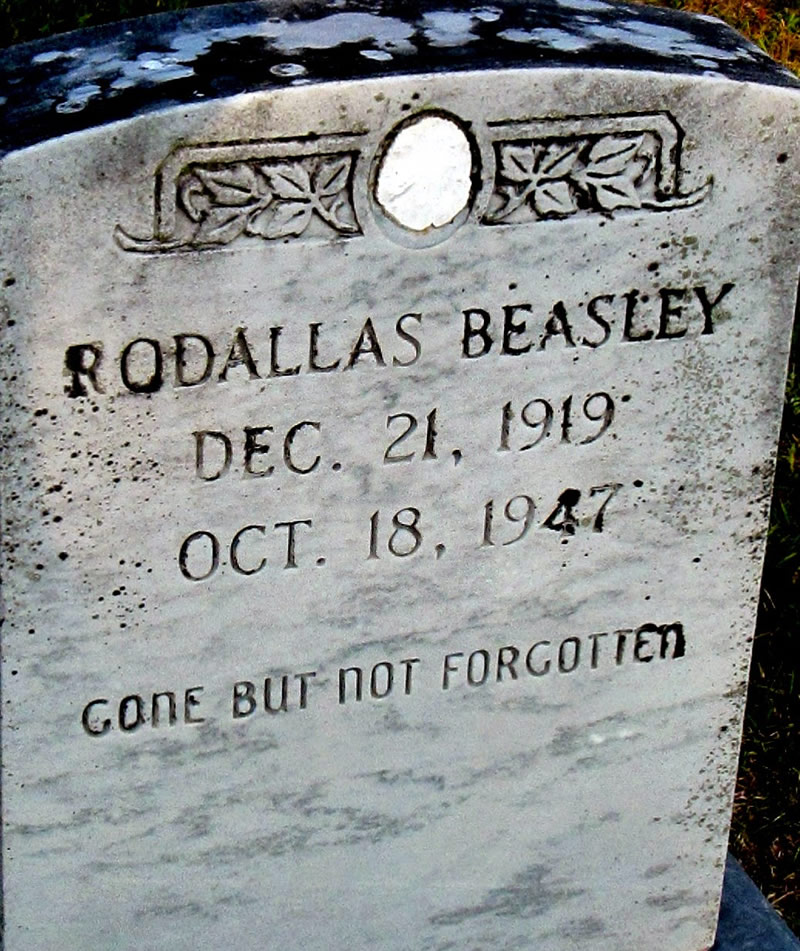 RODALLAS BEASLEY
DEC. 21, 1919
OCT. 18, 1947
GONE BUT NOT FORGOTTEN